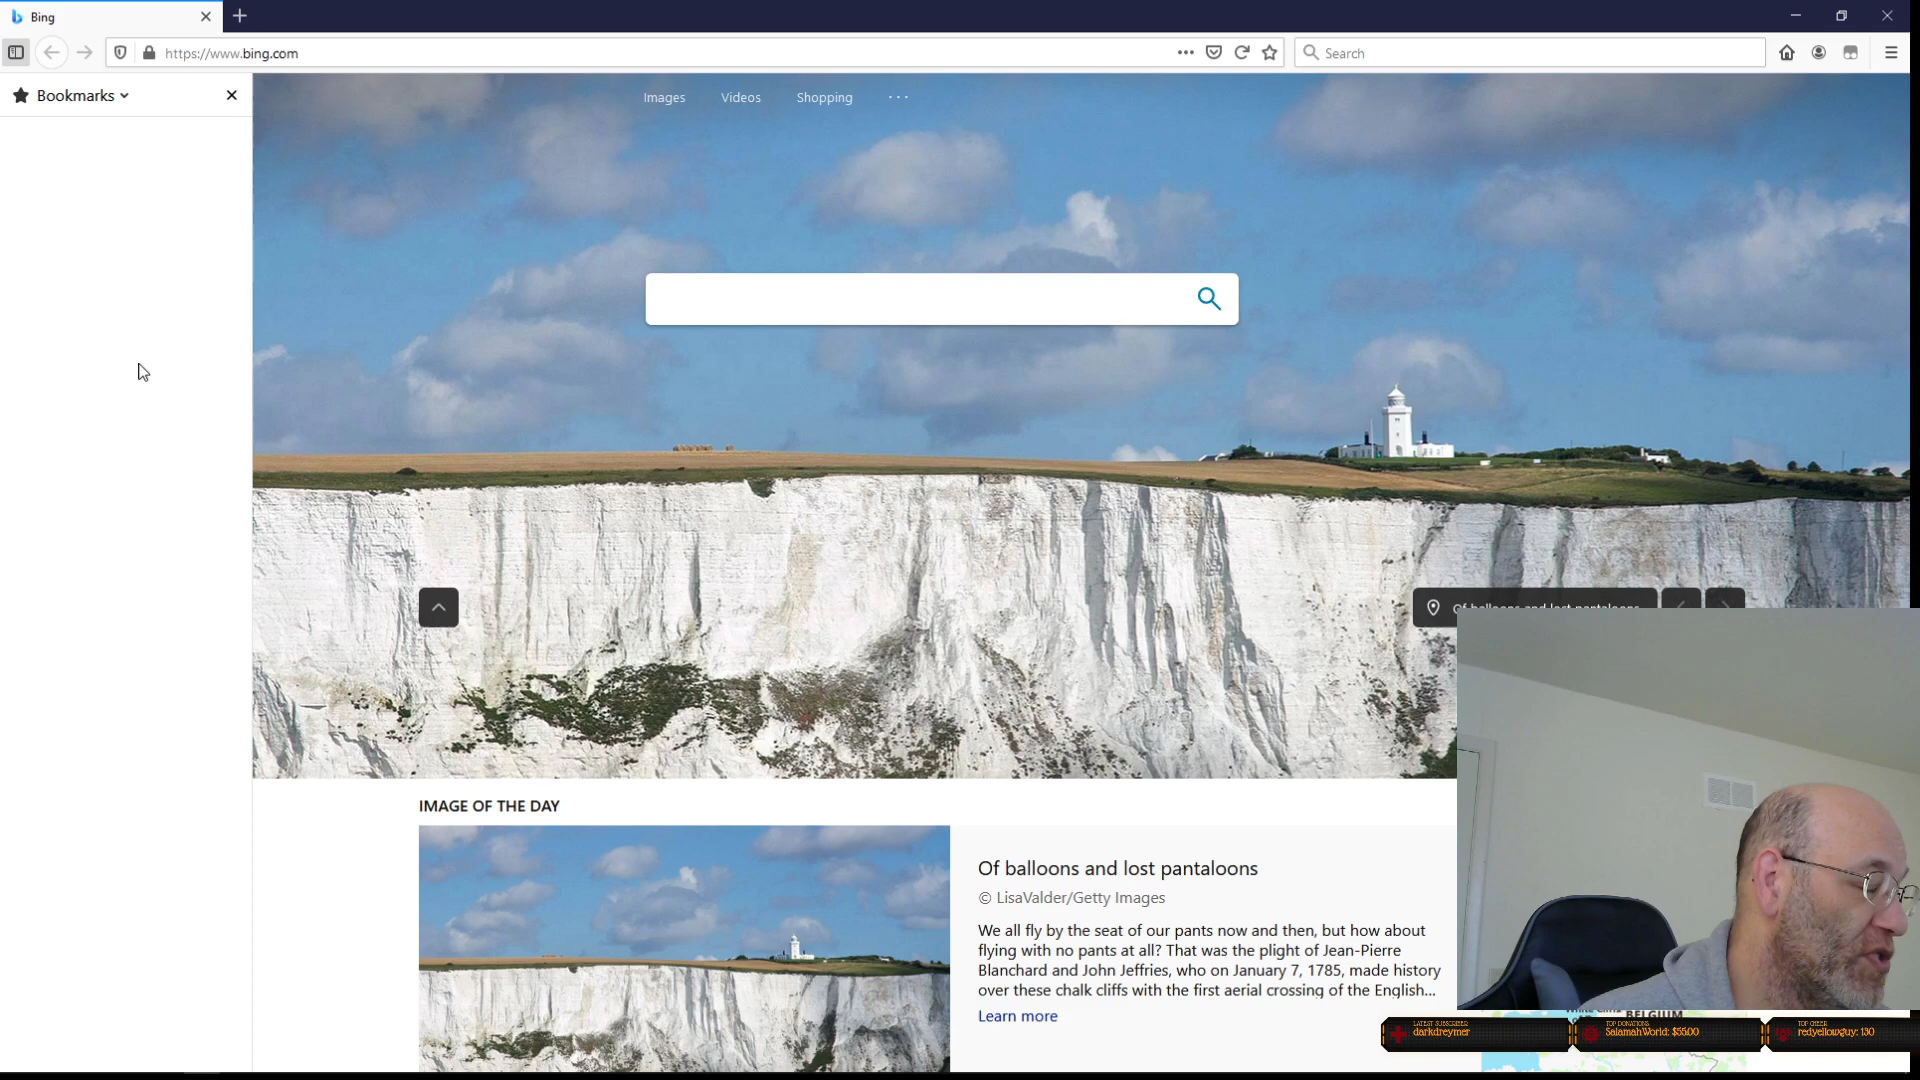 Bing
https://www.bing.com
Search
Bookmarks
Images
Videos
Shopping
Of balloons and lost pantaloons
IMAGE OF THE DAY
Of balloons and lost pantaloons
© LisaValder/Getty Images
We all fly by the seat of our pants now and then, but how about
flying with no pants at all? That was the plight of Jean-Pierre
Blanchard and John Jeffries, who on January 7, 1785, made history
over these chalk cliffs with the first aerial crossing of the English...
Learn more
BELGIUM
LATEST SUBSCRIBER
darkdreymer
TOP DONATIONS
SalamahWorld: $55.00
TOP CHEER
redyellowguy: 130